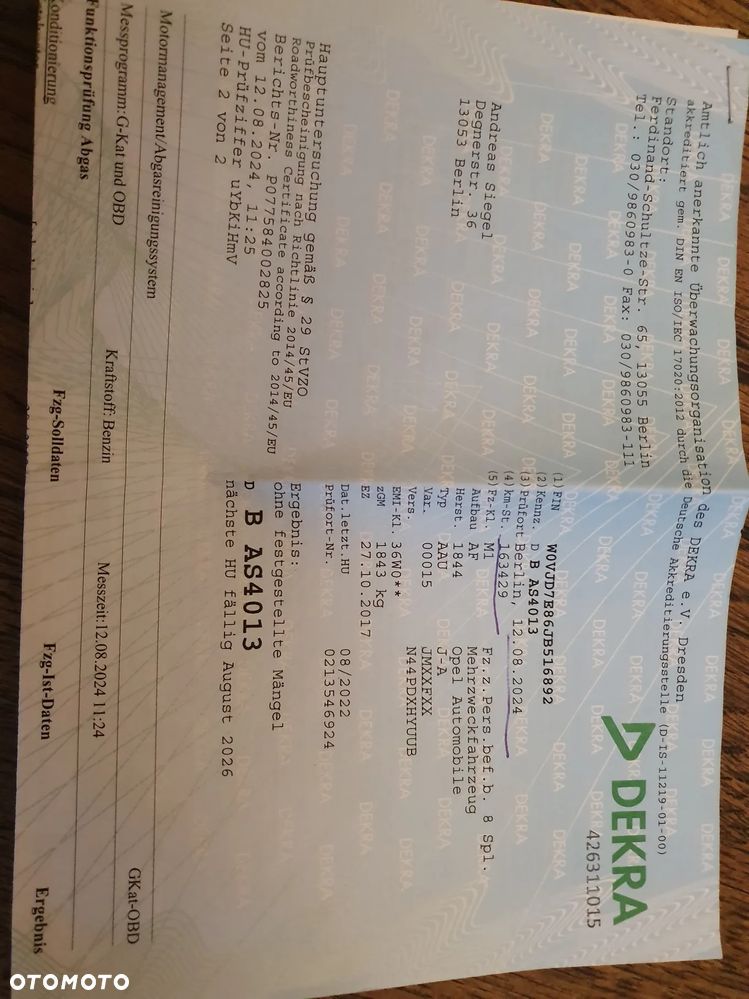 Amtlich anerkannte Überwachungsorganisation des DEKRA e.V. Dresden
akkreditiert gem. DIN EN ISO/IEC 17020:2012 durch die Deutsche Akkreditierungsstelle (D-IS-11219-01-00)
Standort:
Ferdinand-Schultze-Str. 65, 13055 Berlin
Tel.: 030/9860983-0 Fax: 030/9860983-111
DEKRA
426311015
Andreas Siegel
Degnerstr. 36
13053 Berlin
(1) FIN W0VJD7E86JB516892
(2) Kennz. D B AS4013
(3) Prüfort Berlin, 12.08.2024
(4) km-St. 163429
(5) Fz-Kl. M1 Fz.z.Pers.bef.b. 8 Spl.
Aufbau AF Mehrzweckfahrzeug
Herst. 1844 Opel Automobile
Typ AAU J-A
Var. 00015 JMXXFXX
Vers. N44PDXHYUUB
EMI-Kl. 36W0**
zGM 1843 kg
EZ 27.10.2017
Dat.letzt.HU 08/2022
Prüfort-Nr. 0213546924
Hauptuntersuchung gemäß § 29 StVZO
Prüfbescheinigung nach Richtlinie 2014/45/EU
Roadworthiness Certificate according to 2014/45/EU
Berichts-Nr. P077584002825
vom 12.08.2024, 11:25
HU-Prüfziffer uYbKiHmV
Seite 2 von 2
Ergebnis:
ohne festgestellte Mängel
D B AS4013
nächste HU fällig August 2026
Motormanagement/Abgasreinigungssystem GKat-OBD
Messprogramm: G-Kat und OBD Kraftstoff: Benzin Messzeit: 12.08.2024 11:24
Funktionsprüfung Abgas Fzg-Solldaten Fzg-Ist-Daten Ergebnis
Konditionierung
OTOMOTO